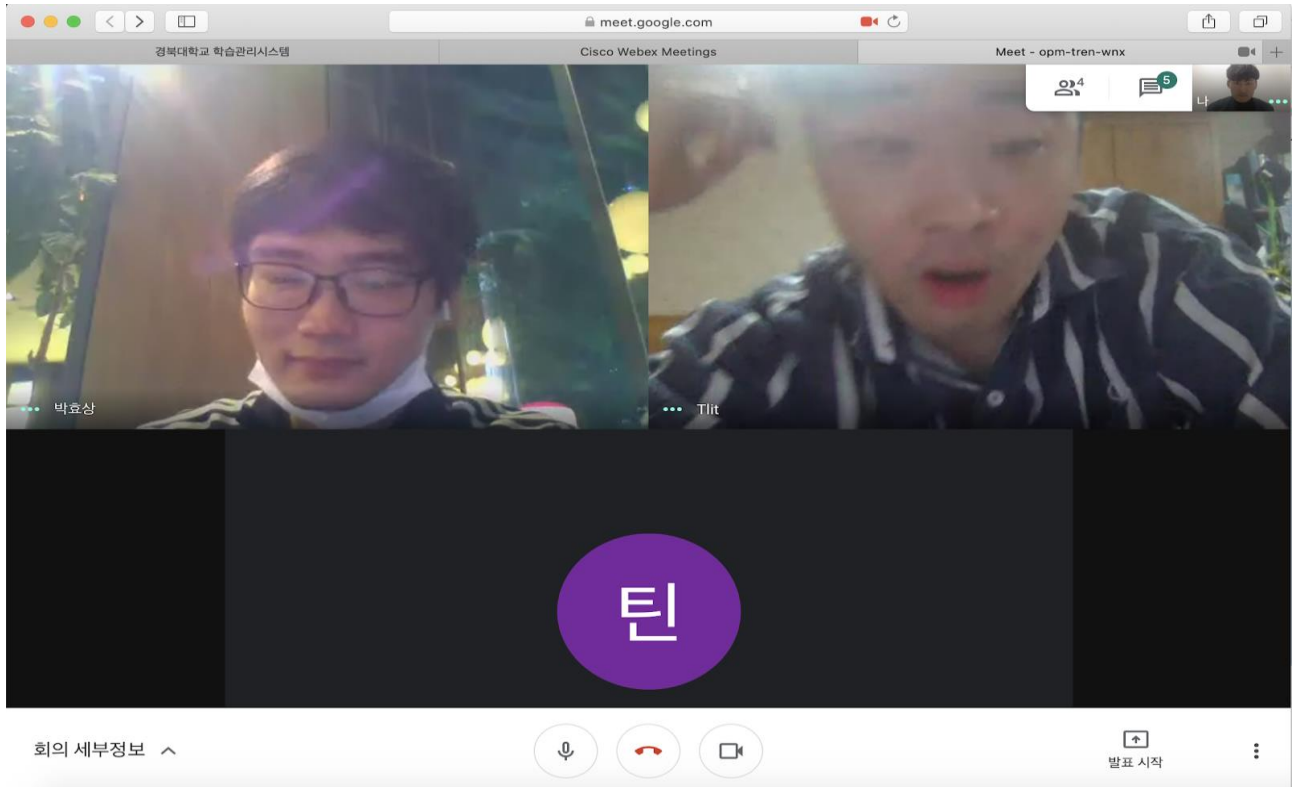 meet.google.com
경북대학교 학습관리시스템
Cisco Webex Meetings
Meet - opm-tren-wnx
4
5
나
박효상
Tlit
틴
회의 세부정보
발표 시작